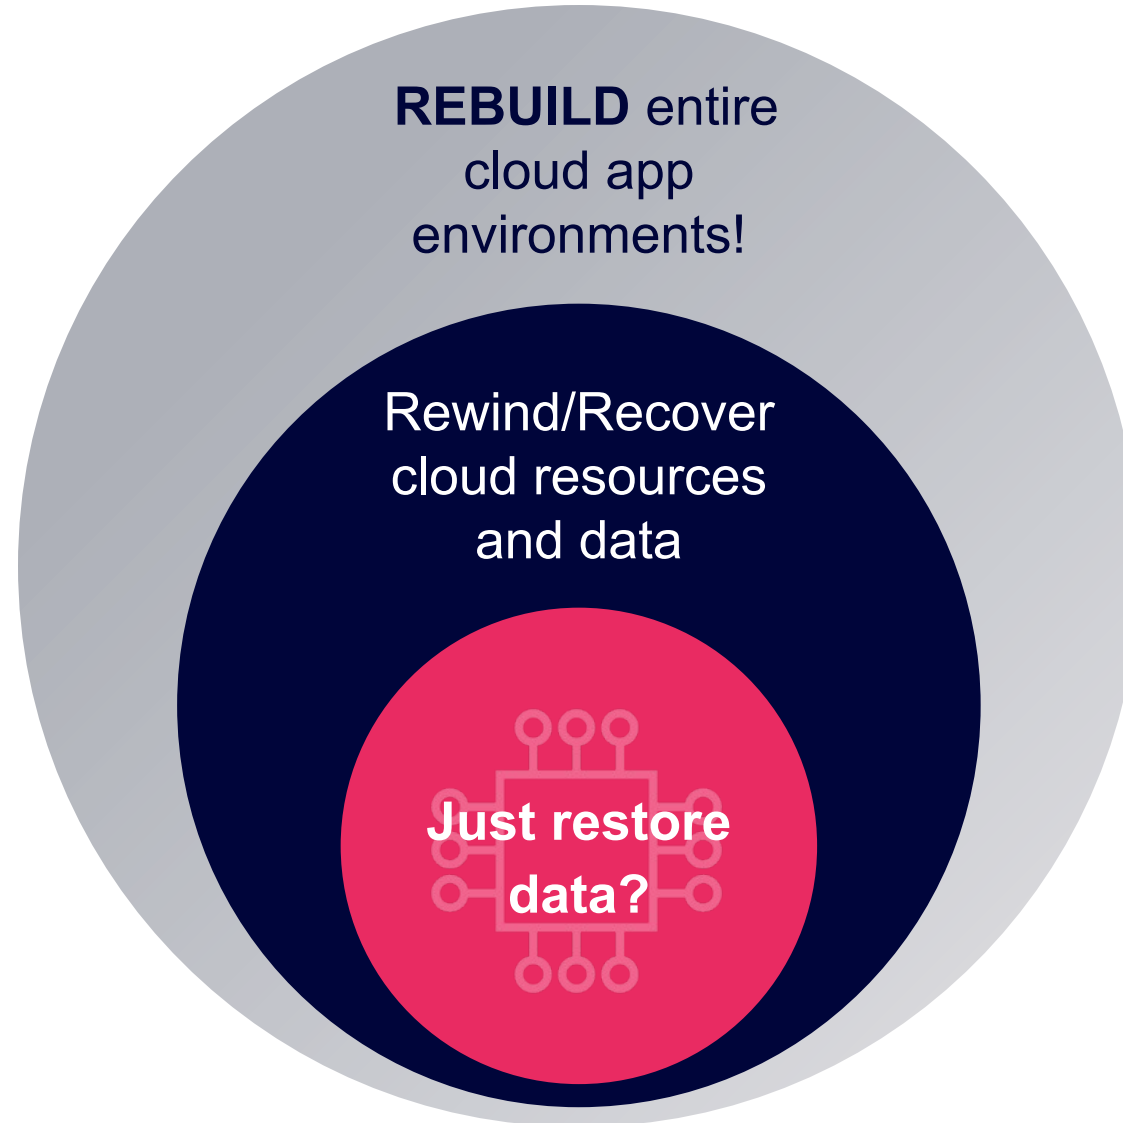 REBUILD entire
cloud app
environments!
Rewind/Recover
cloud resources
and data
Just restore
data?